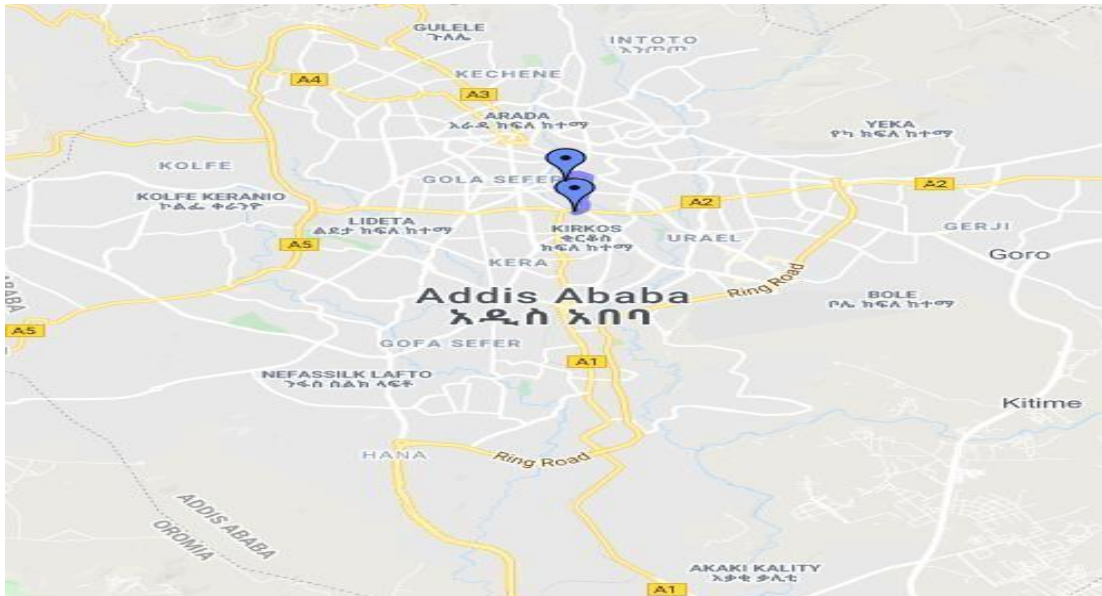 GULELE
ጉለሌ
INTOTO
እንጦጦ
KECHENE
A4
A3
ARADA
አራዳ ክፍለ ከተማ
YEKA
የካ ክፍለ ከተማ
KOLFE
GOLA SEFER
A2
KOLFE KERANIO
ኮልፌ ቀራንዮ
A2
LIDETA
ልደታ ክፍለ ከተማ
KIRKOS
ቂርቆስ
ክፍለ ከተማ
URAEL
GERJI
A5
KERA
Goro
Ring Road
ABABA
ABA
Addis Ababa
አዲስ አበባ
BOLE
ቦሌ ክፍለ ከተማ
A5
GOFA SEFER
A1
NEFASSILK LAFTO
ንፋስ ስልክ ላፍቶ
Kitime
HANA
Ring Road
ADDIS ABABA
OROMIA
AKAKI KALITY
አቃቂ ቃሊቲ
A1